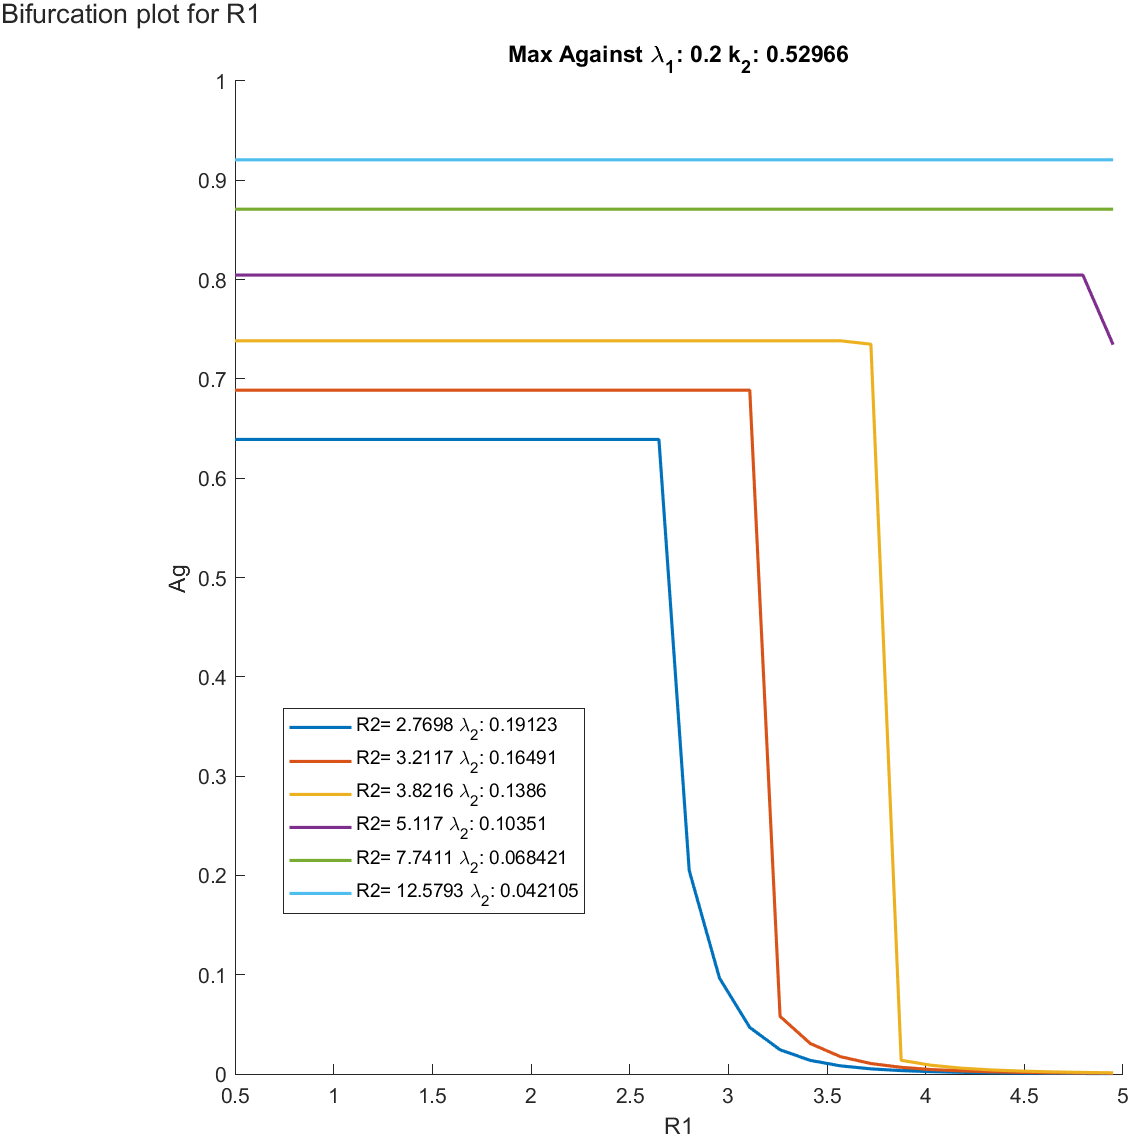 Bifurcation plot for R1
Max Against λ₁: 0.2 k₂: 0.52966
1
0.9
0.8
0.7
0.6
0.5
0.4
0.3
0.2
0.1
0
Ag
R2= 2.7698 λ₂: 0.19123
R2= 3.2117 λ₂: 0.16491
R2= 3.8216 λ₂: 0.1386
R2= 5.117 λ₂: 0.10351
R2= 7.7411 λ₂: 0.068421
R2= 12.5793 λ₂: 0.042105
0.5 1 1.5 2 2.5 3 3.5 4 4.5 5
R1